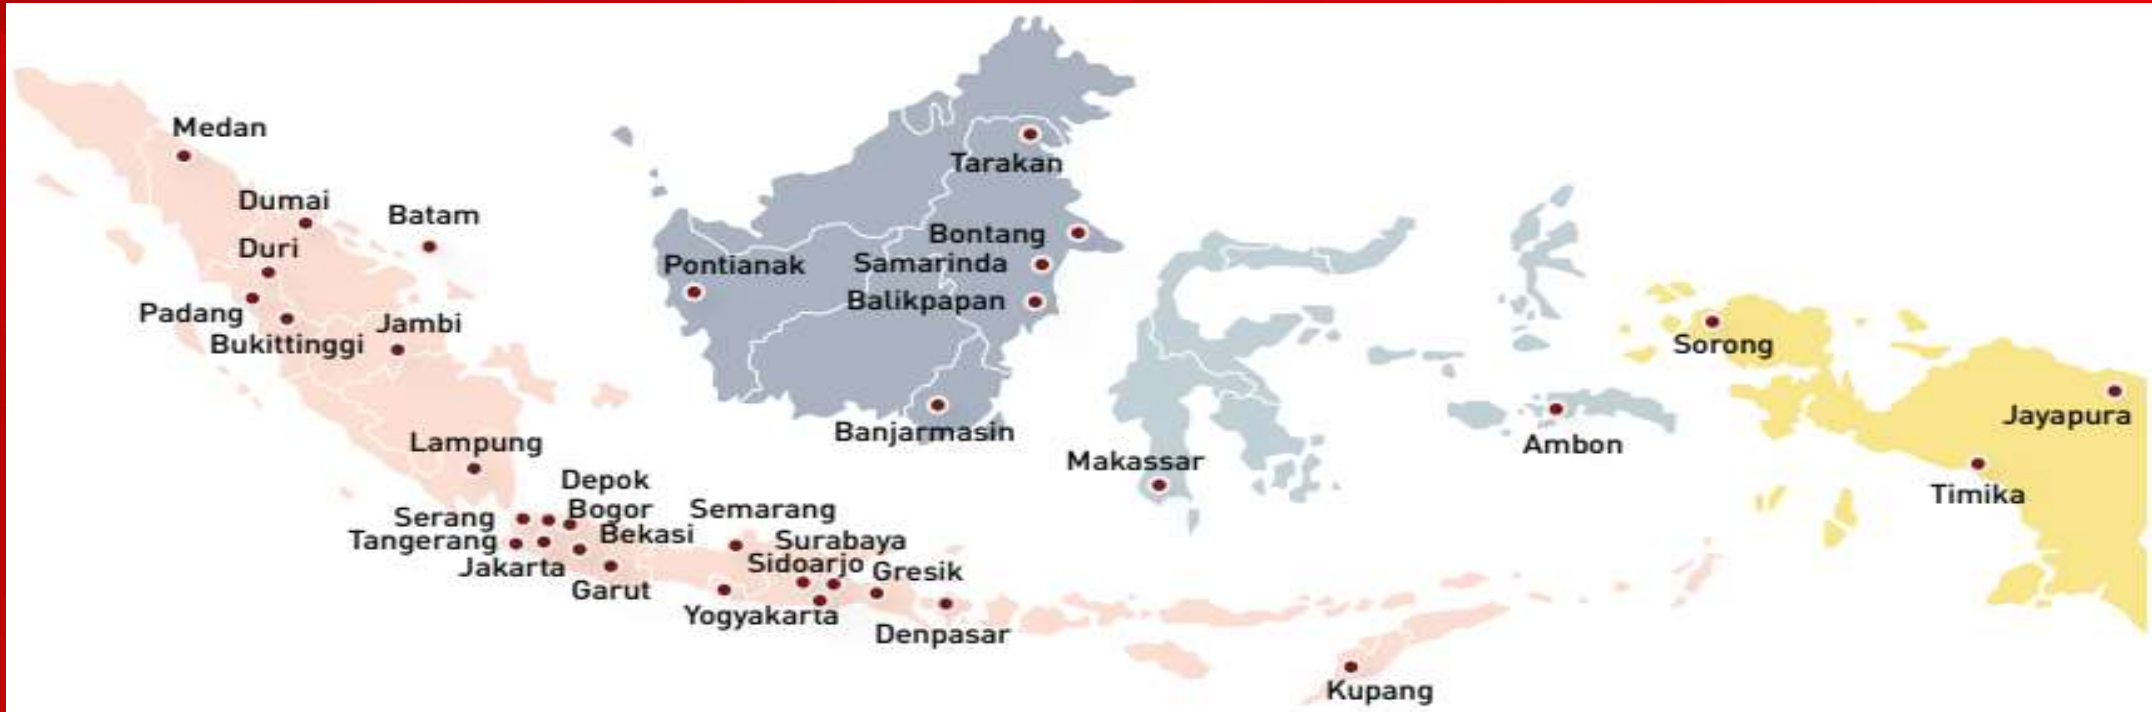 Medan
Dumai
Batam
Duri
Padang
Bukittinggi
Jambi
Lampung
Tarakan
Bontang
Pontianak
Samarinda
Balikpapan
Banjarmasin
Makassar
Ambon
Sorong
Jayapura
Timika
Depok
Serang
Bogor
Semarang
Tangerang
Bekasi
Surabaya
Jakarta
Sidoarjo
Gresik
Garut
Yogyakarta
Denpasar
Kupang